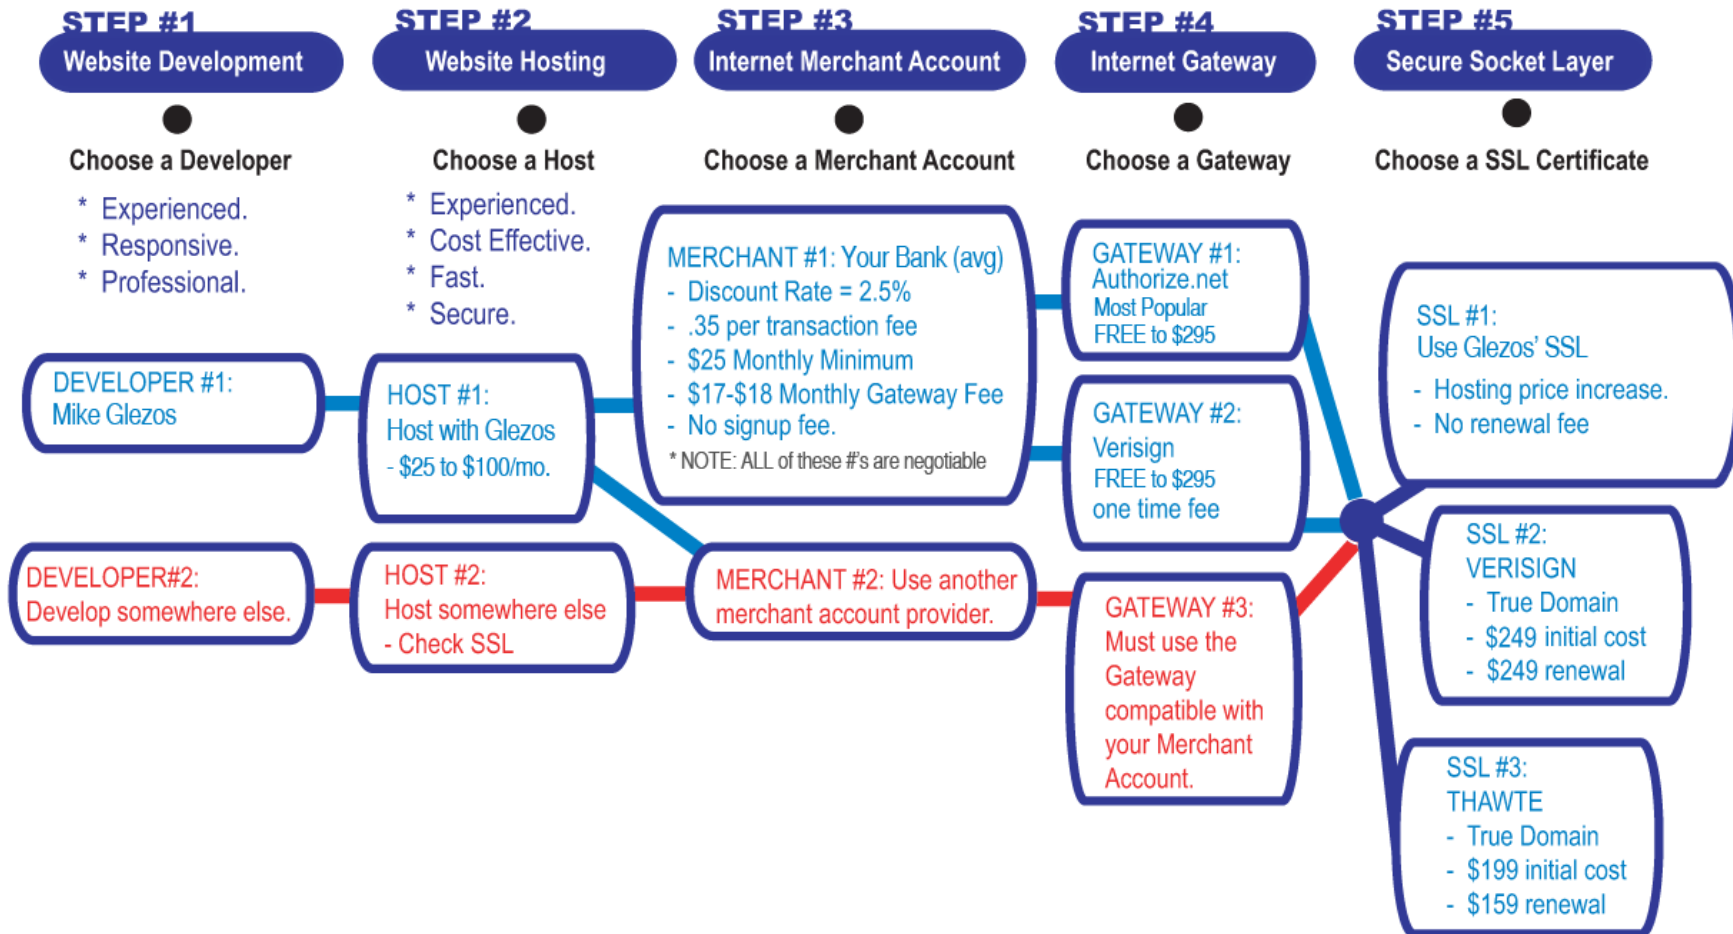 STEP #1
Website Development
Choose a Developer
* Experienced.
* Responsive.
* Professional.
DEVELOPER #1:
Mike Glezos
DEVELOPER#2:
Develop somewhere else.
STEP #2
Website Hosting
Choose a Host
* Experienced.
* Cost Effective.
* Fast.
* Secure.
HOST #1:
Host with Glezos
- $25 to $100/mo.
HOST #2:
Host somewhere else
- Check SSL
STEP #3
Internet Merchant Account
Choose a Merchant Account
MERCHANT #1: Your Bank (avg)
- Discount Rate = 2.5%
- .35 per transaction fee
- $25 Monthly Minimum
- $17-$18 Monthly Gateway Fee
- No signup fee.
* NOTE: ALL of these #'s are negotiable
MERCHANT #2: Use another
merchant account provider.
STEP #4
Internet Gateway
Choose a Gateway
GATEWAY #1:
Authorize.net
Most Popular
FREE to $295
GATEWAY #2:
Verisign
FREE to $295
one time fee
GATEWAY #3:
Must use the
Gateway
compatible with
your Merchant
Account.
STEP #5
Secure Socket Layer
Choose a SSL Certificate
SSL #1:
Use Glezos' SSL
- Hosting price increase.
- No renewal fee
SSL #2:
VERISIGN
- True Domain
- $249 initial cost
- $249 renewal
SSL #3:
THAWTE
- True Domain
- $199 initial cost
- $159 renewal